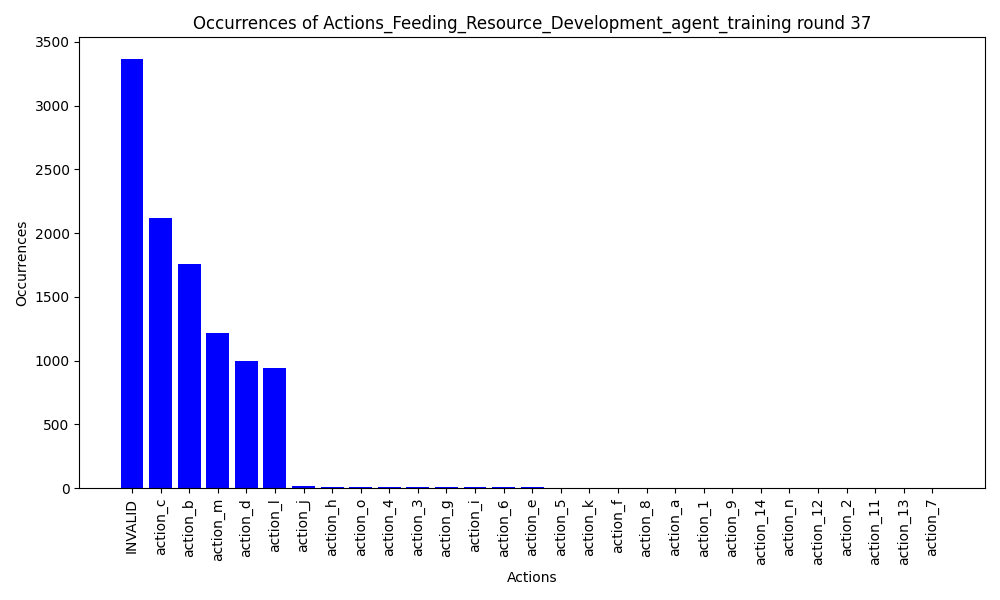 Occurrences of Actions_Feeding_Resource_Development_agent_training round 37
3500
3000
2500
2000
1500
1000
500
0
Occurrences
INVALID
action_c
action_b
action_m
action_d
action_l
action_j
action_h
action_o
action_4
action_3
action_g
action_i
action_6
action_e
action_5
action_k
action_f
action_8
action_a
action_1
action_9
action_14
action_n
action_12
action_2
action_11
action_13
action_7
Actions